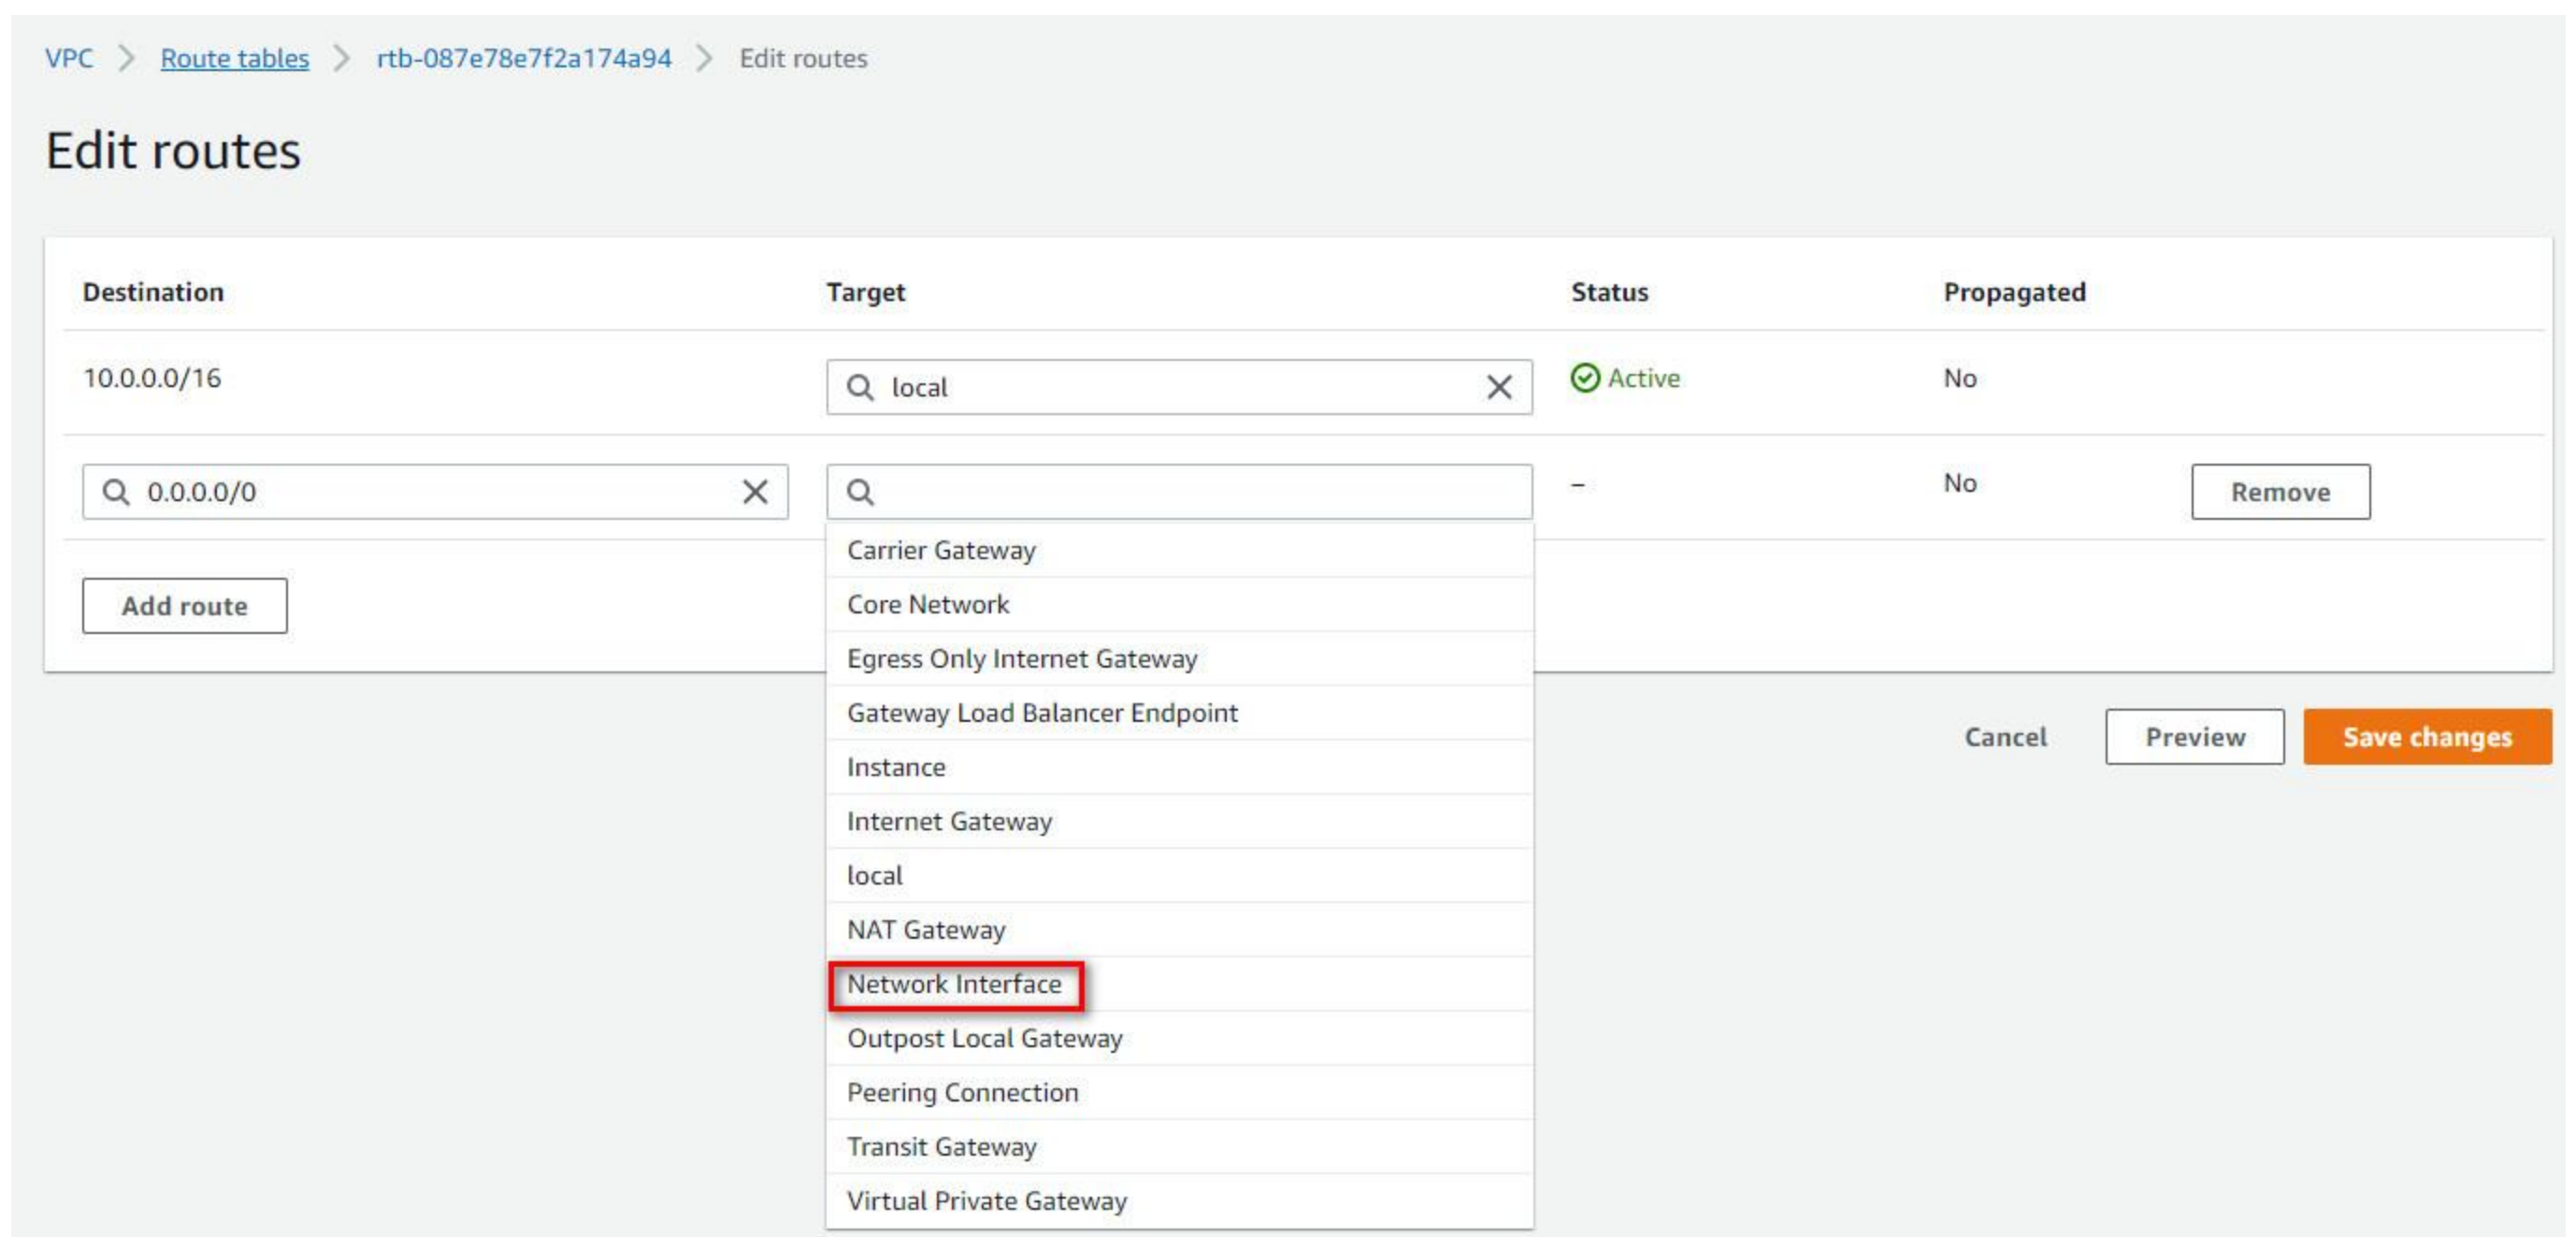 VPC > Route tables > rtb-087e78e7f2a174a94 > Edit routes
Edit routes
Destination Target Status Propagated
10.0.0.0/16 local Active No
0.0.0.0/0 – No Remove
Add route
Carrier Gateway
Core Network
Egress Only Internet Gateway
Gateway Load Balancer Endpoint
Instance
Internet Gateway
local
NAT Gateway
Network Interface
Outpost Local Gateway
Peering Connection
Transit Gateway
Virtual Private Gateway
Cancel Preview Save changes